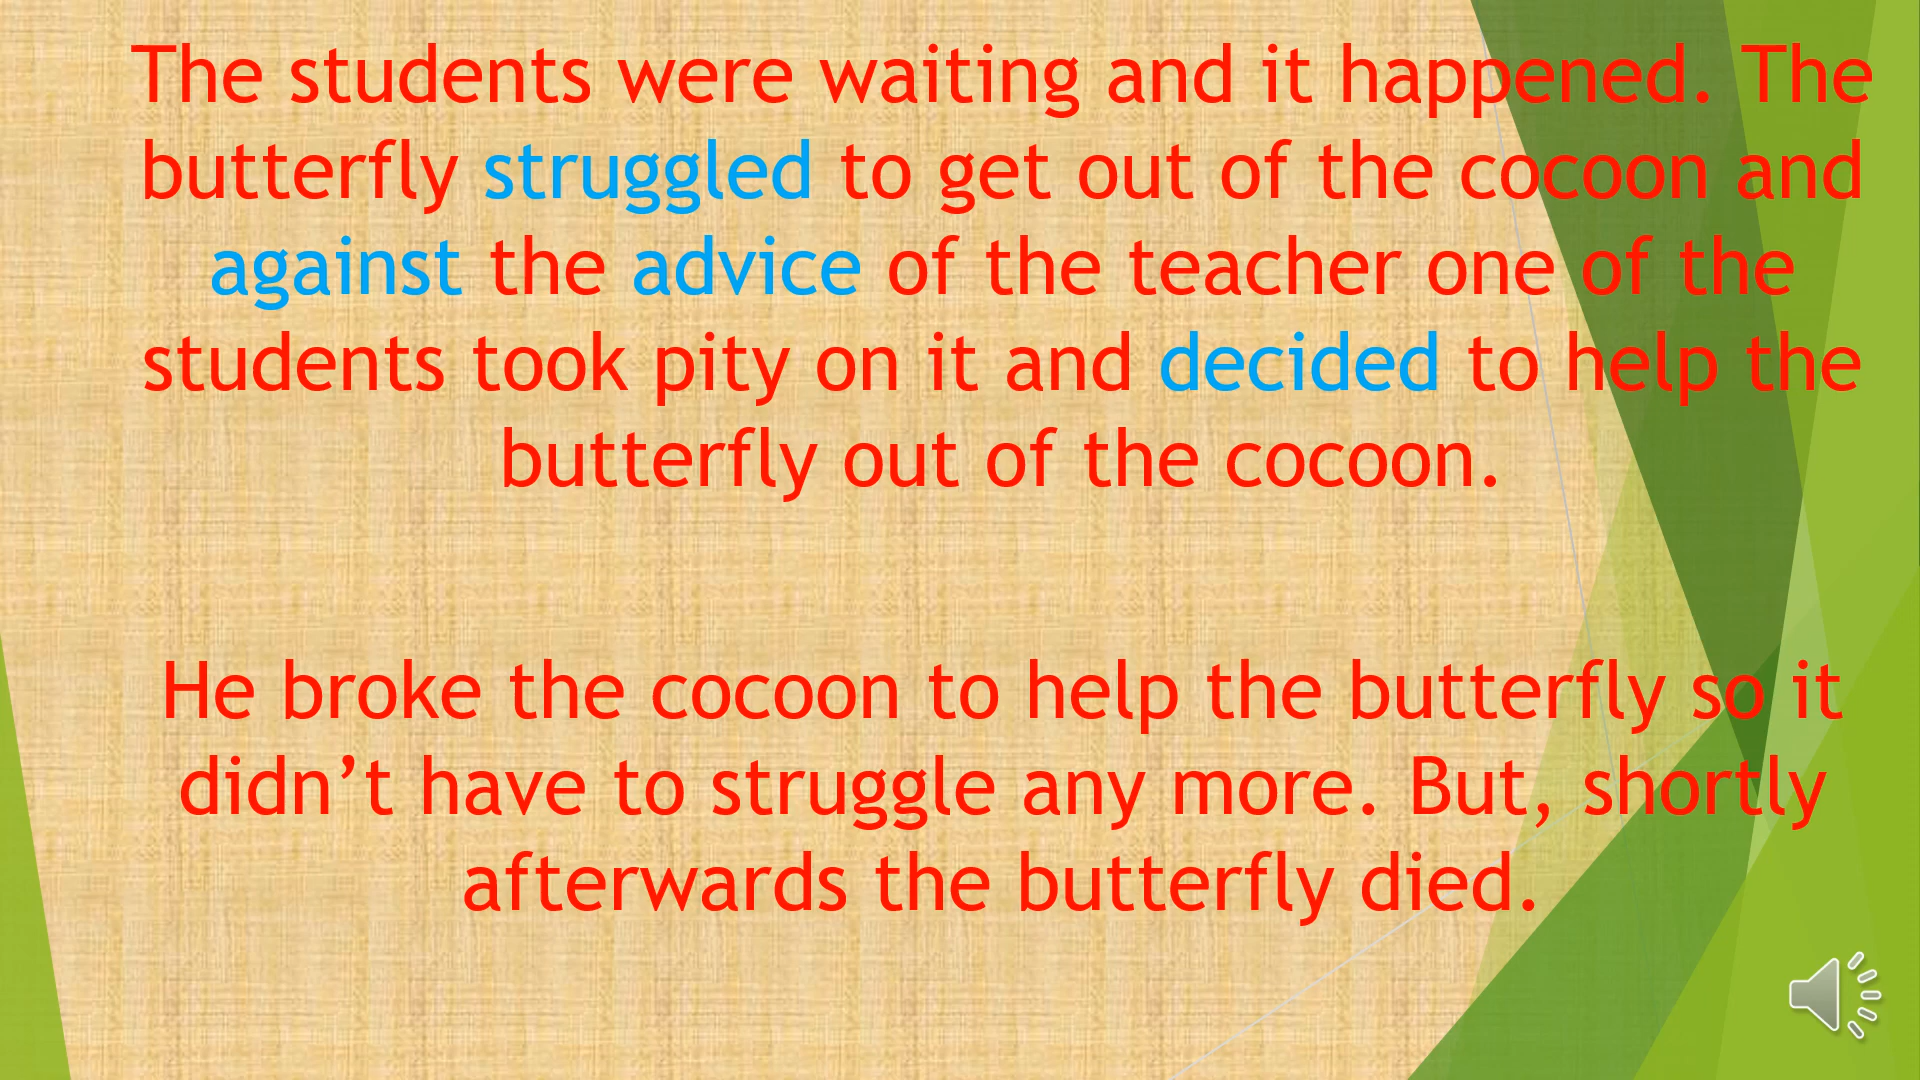 The students were waiting and it happened. The
butterfly struggled to get out of the cocoon and
against the advice of the teacher one of the
students took pity on it and decided to help the
butterfly out of the cocoon.
He broke the cocoon to help the butterfly so it
didn’t have to struggle any more. But, shortly
afterwards the butterfly died.